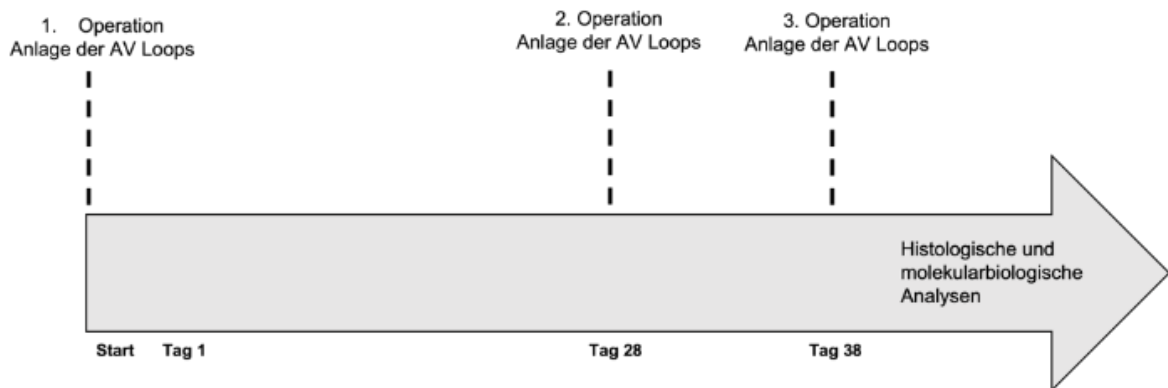 1. Operation
Anlage der AV Loops
2. Operation
Anlage der AV Loops
3. Operation
Anlage der AV Loops
Histologische und
molekularbiologische
Analysen
Start Tag 1 Tag 28 Tag 38